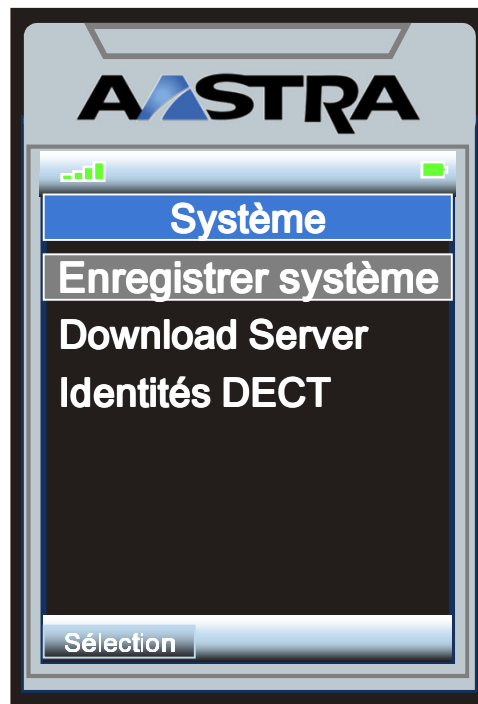 AASTRA
Système
Enregistrer système
Download Server
Identités DECT
Sélection